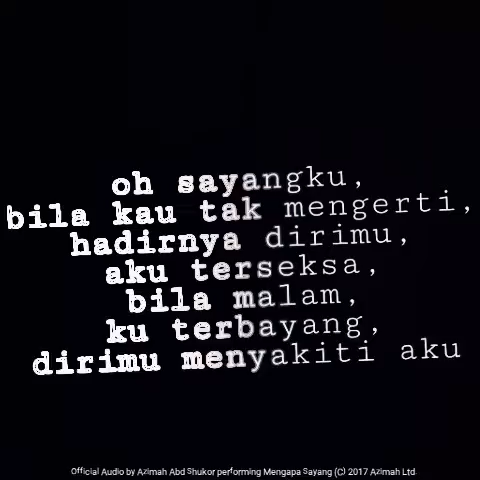 oh sayangku,
bila kau tak mengerti,
hadirnya dirimu,
aku terseksa,
bila malam,
ku terbayang,
dirimu menyakiti aku
Official Audio by Azimah Abd Shukor performing Mengapa Sayang (C) 2017 Azimah Ltd.